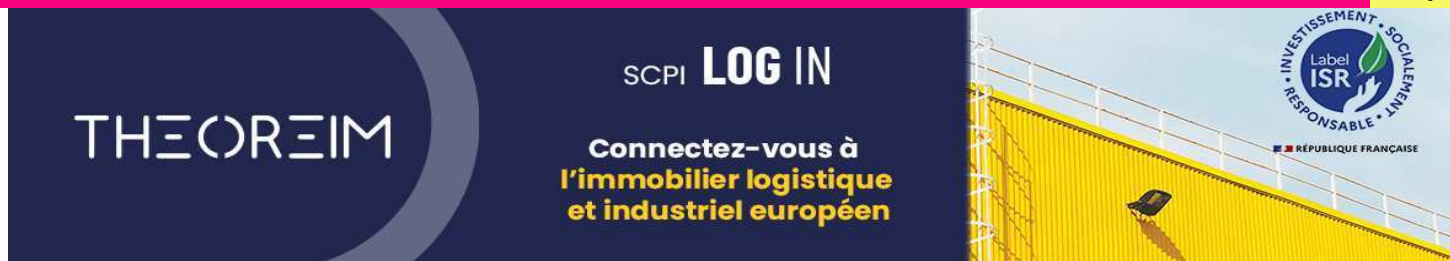 THEOREIM
SCPI LOG IN
Connectez-vous à
l'immobilier logistique
et industriel européen
INVESTISSEMENT • SOCIALEMENT • RESPONSABLE •
Label
ISR
RÉPUBLIQUE FRANÇAISE